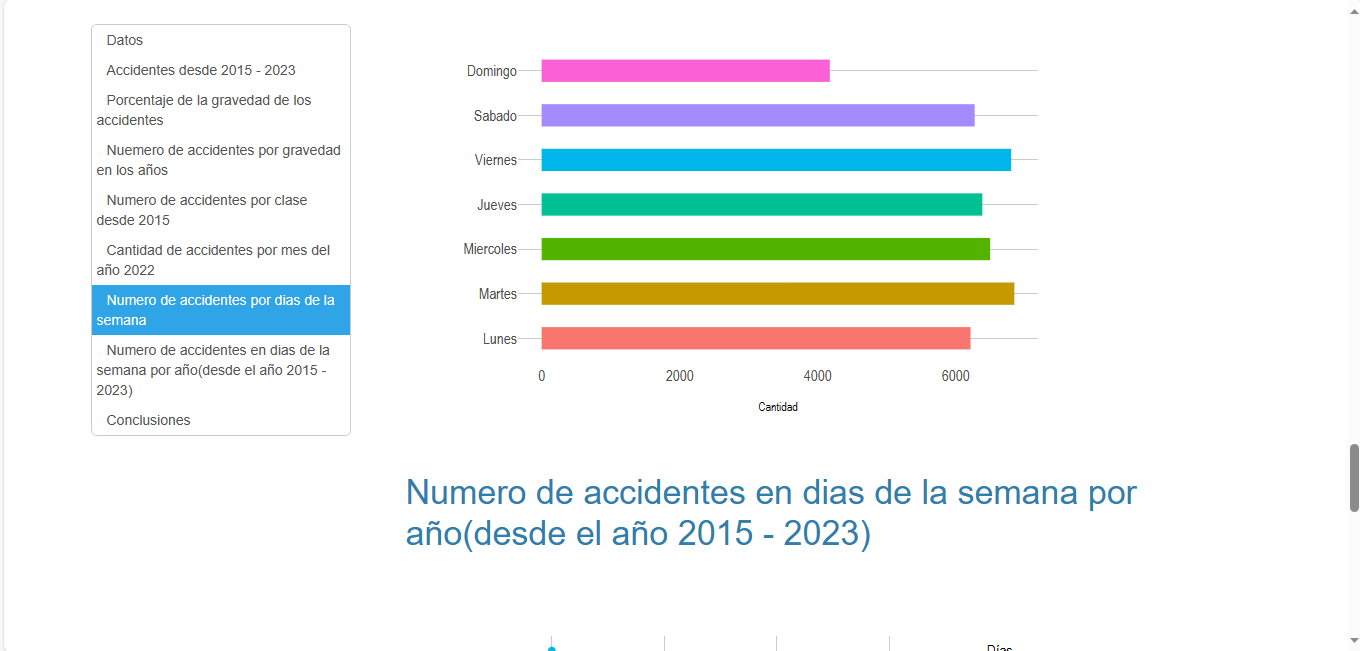 Datos
Accidentes desde 2015 - 2023
Porcentaje de la gravedad de los
accidentes
Nuemero de accidentes por gravedad
en los años
Numero de accidentes por clase
desde 2015
Cantidad de accidentes por mes del
año 2022
Numero de accidentes por dias de la
semana
Numero de accidentes en dias de la
semana por año(desde el año 2015 -
2023)
Conclusiones
Domingo
Sabado
Viernes
Jueves
Miercoles
Martes
Lunes
0 2000 4000 6000
Cantidad
Numero de accidentes en dias de la semana por
año(desde el año 2015 - 2023)
Días